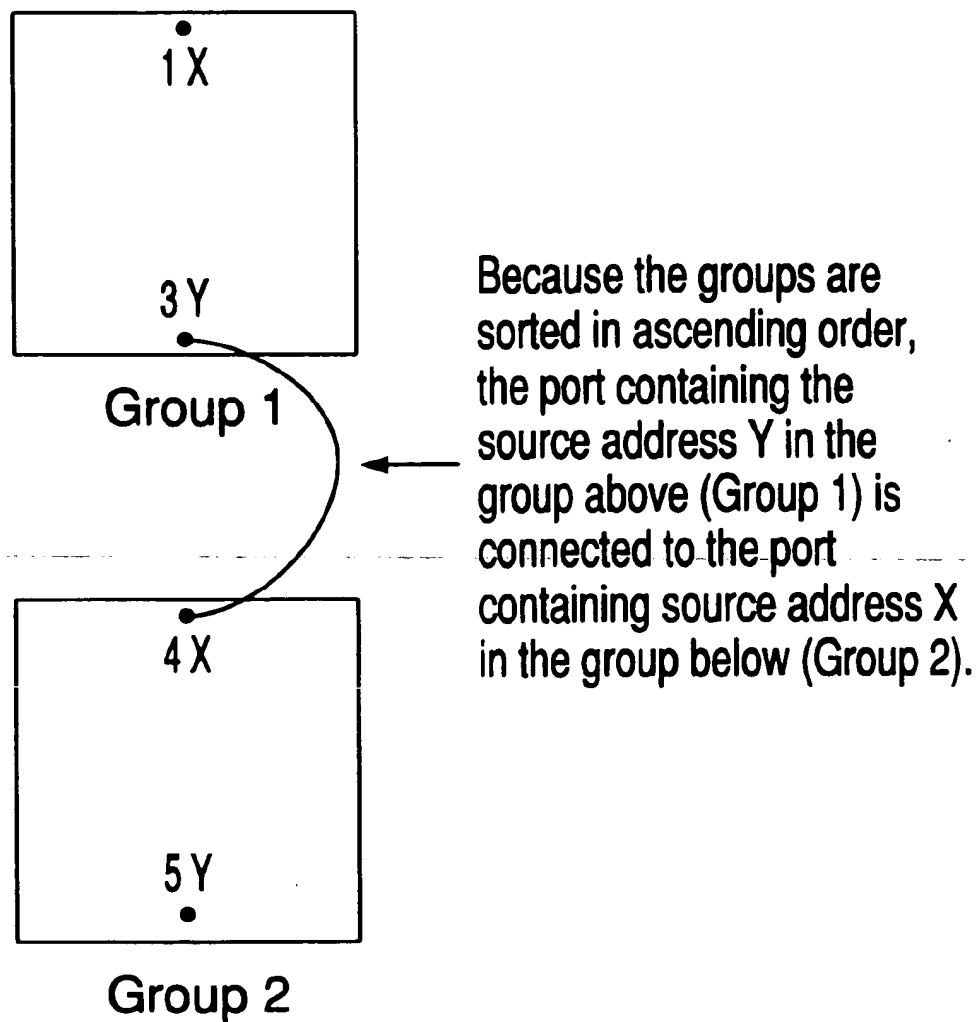 1 X
3 Y
Group 1
Because the groups are
sorted in ascending order,
the port containing the
source address Y in the
group above (Group 1) is
connected to the port
containing source address X
in the group below (Group 2).
4 X
5 Y
Group 2